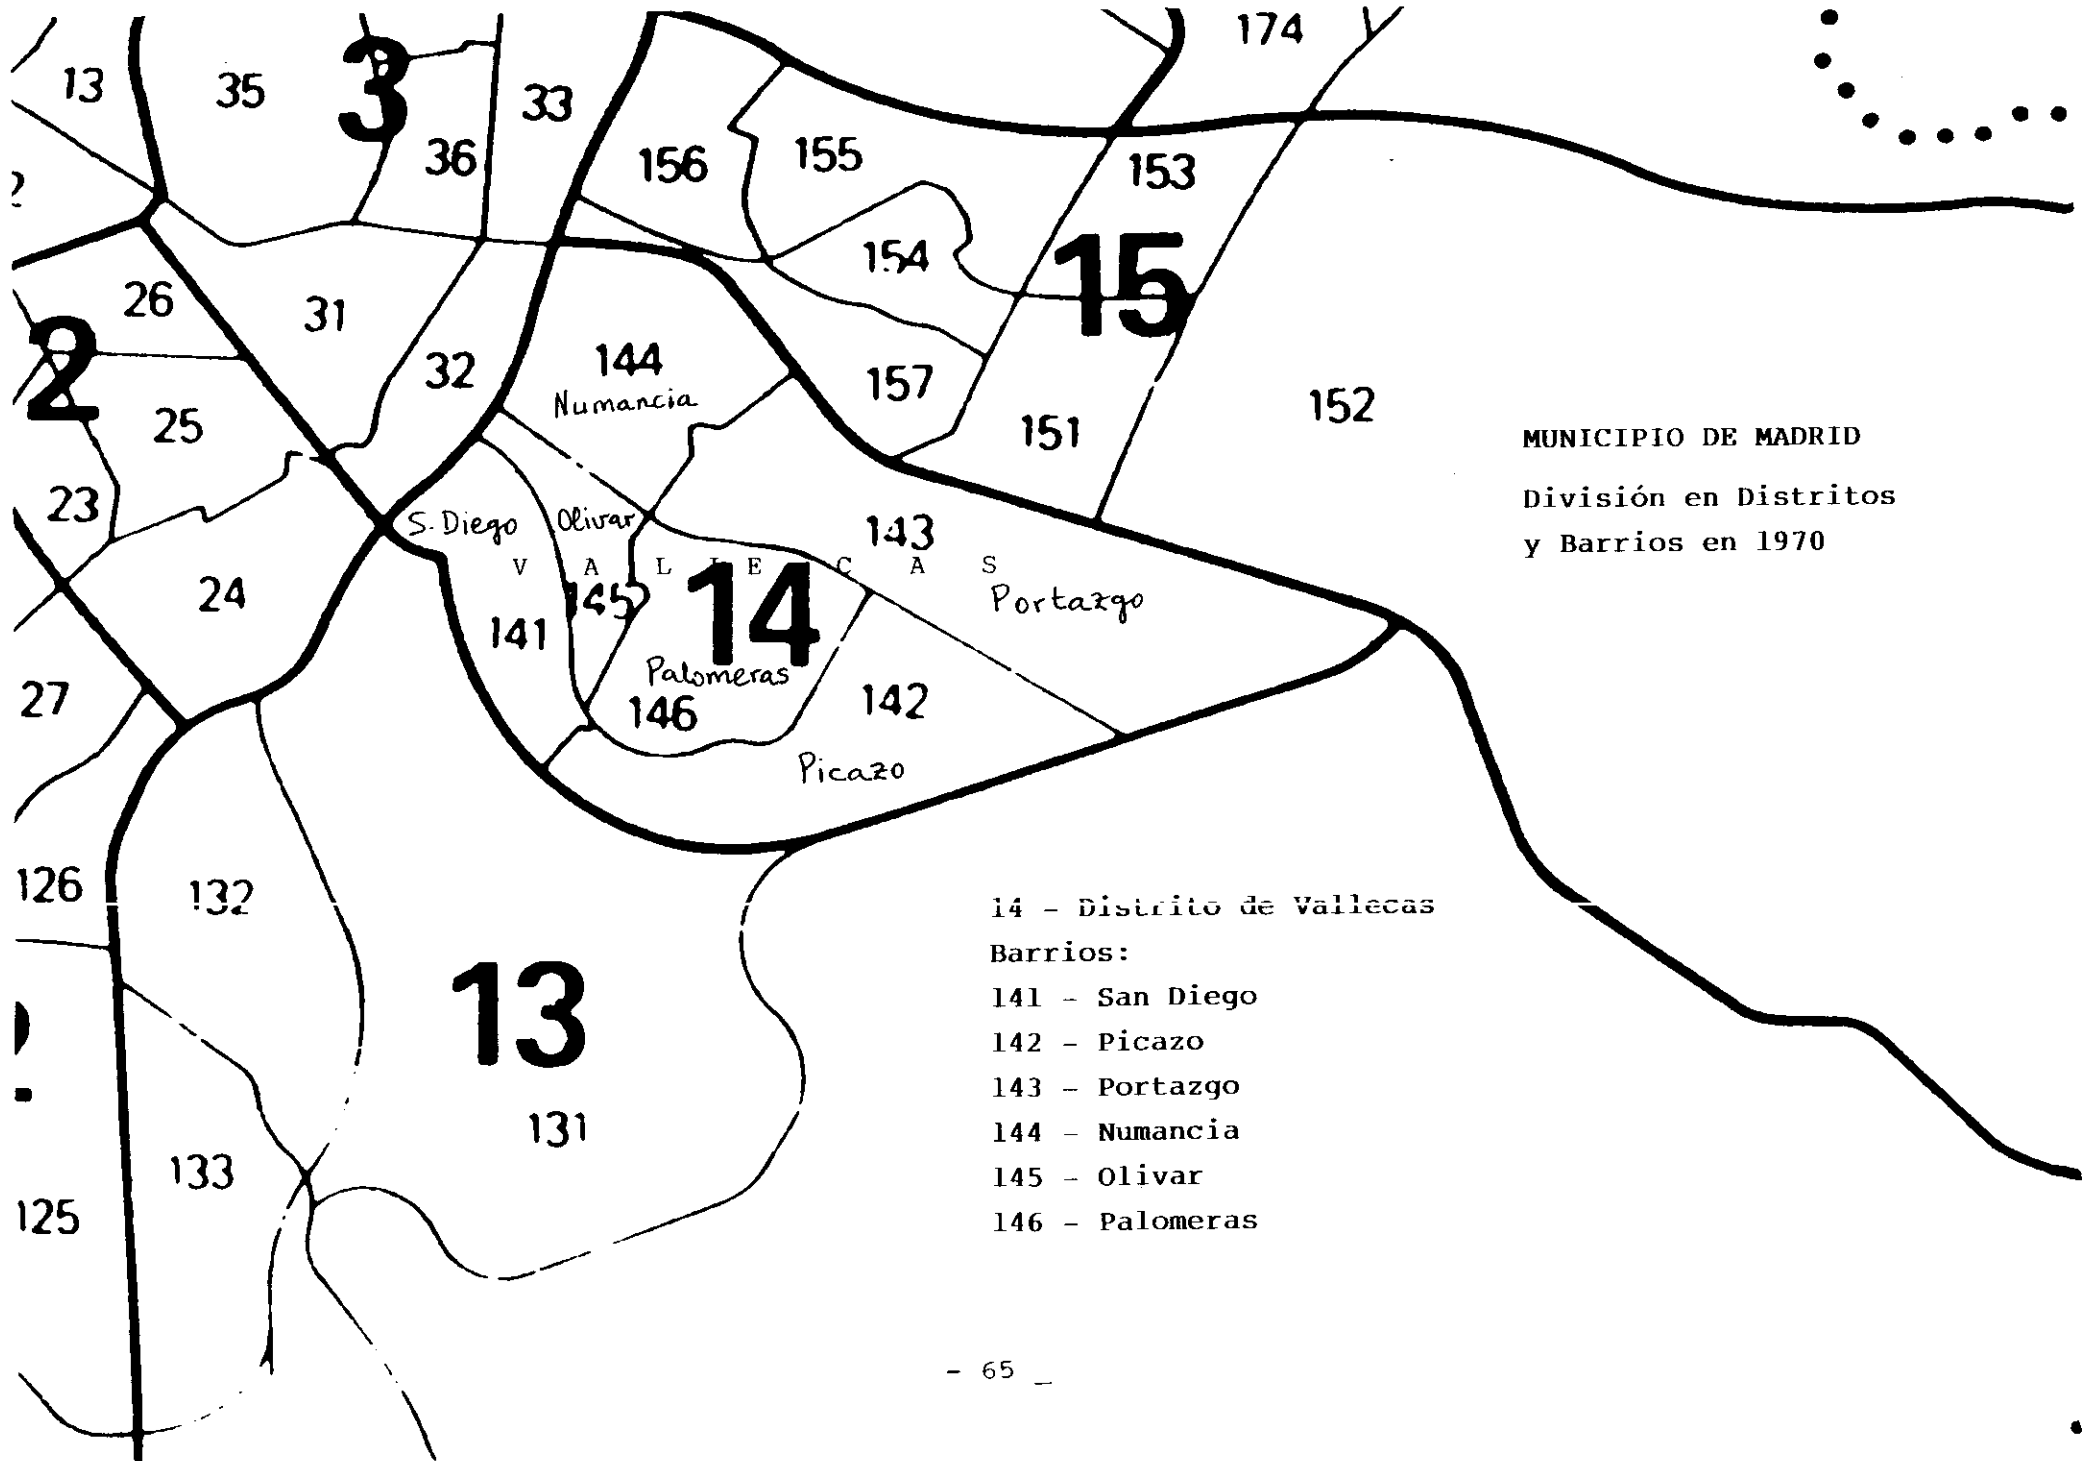 174
13
35
3
33
36
156
155
153
154
15
26
31
2
32
144
Numancia
157
152
25
151
MUNICIPIO DE MADRID
23
División en Distritos
S. Diego
Olivar
143
y Barrios en 1970
V A L L E C A S
24
145
14
Portazgo
141
Palomeras
27
146
142
Picazo
126
132
14 - Distrito de Vallecas
Barrios:
13
141 - San Diego
142 - Picazo
143 - Portazgo
131
144 - Numancia
133
145 - Olivar
125
146 - Palomeras
- 65 _